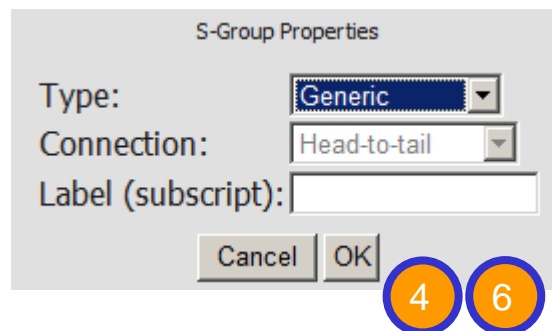 S-Group Properties
Type: Generic
Connection: Head-to-tail
Label (subscript):
Cancel OK
4 6